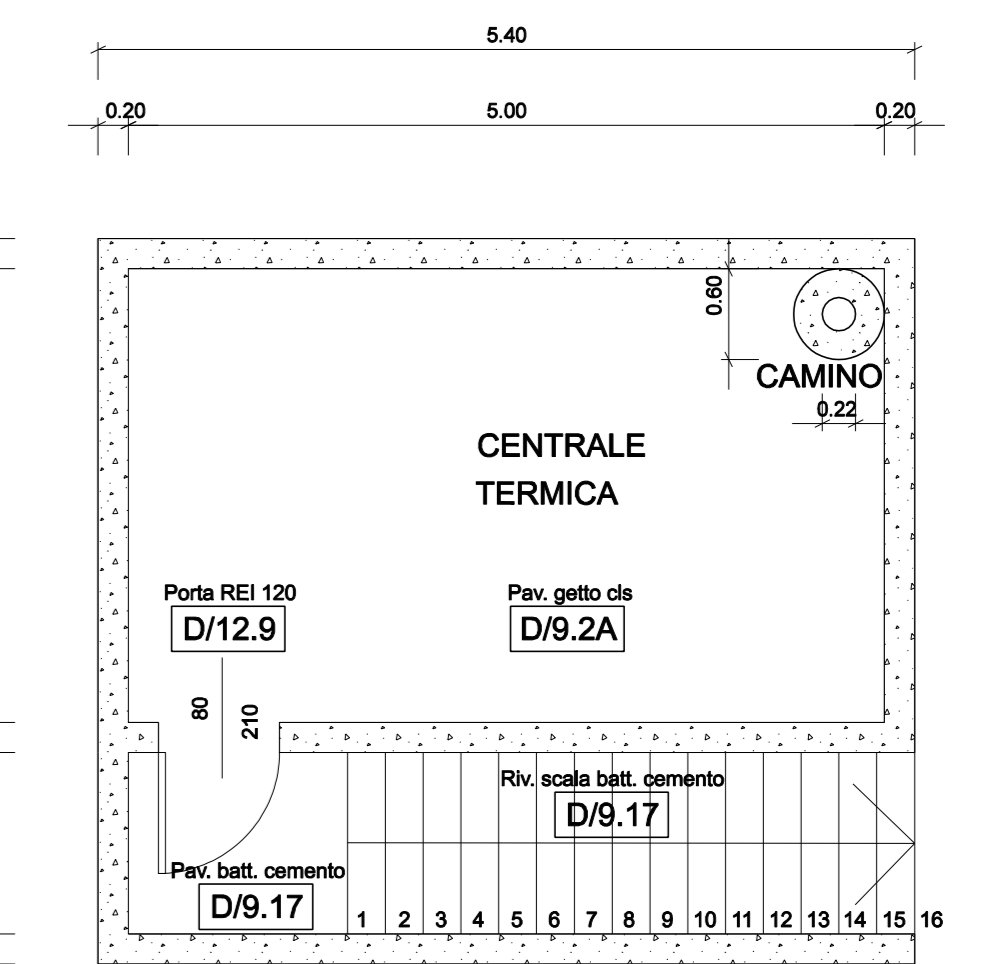 5.40
0.20
5.00
0.20
0.60
CAMINO
0.22
CENTRALE
TERMICA
Porta REI 120
D/12.9
Pav. getto cls
D/9.2A
80
210
Riv. scala batt. cemento
D/9.17
Pav. batt. cemento
D/9.17
1 2 3 4 5 6 7 8 9 10 11 12 13 14 15 16